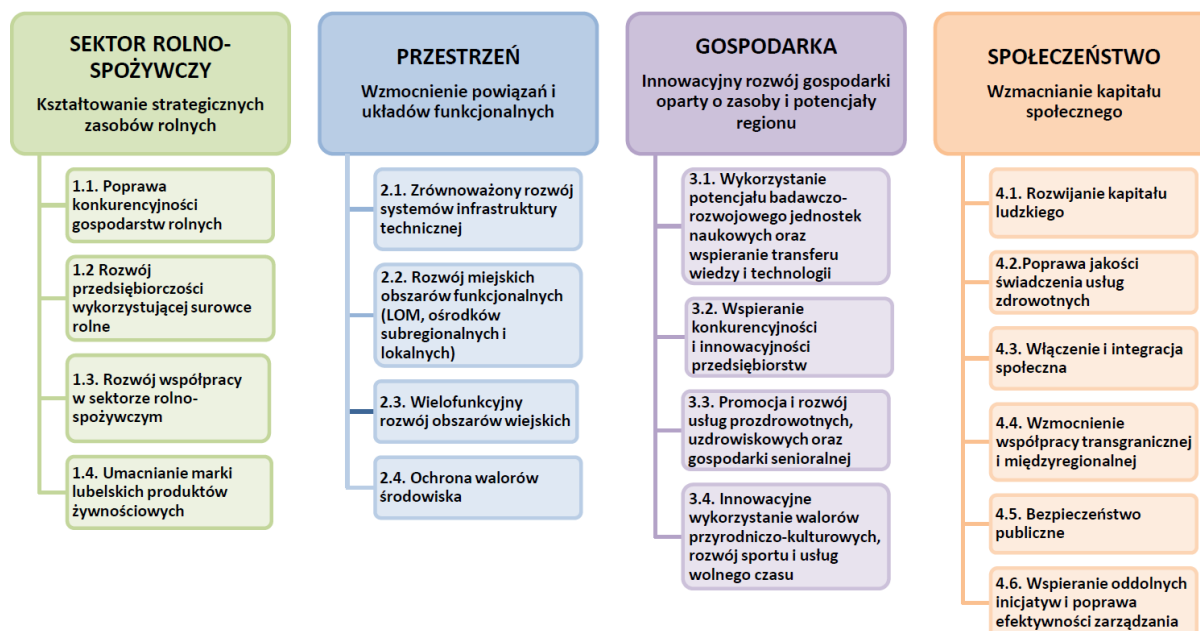 SEKTOR ROLNO-
SPOŻYWCZY
Kształtowanie strategicznych
zasobów rolnych
1.1. Poprawa
konkurencyjności
gospodarstw rolnych
1.2 Rozwój
przedsiębiorczości
wykorzystującej surowce
rolne
1.3. Rozwój współpracy
w sektorze rolno-
spożywczym
1.4. Umacnianie marki
lubelskich produktów
żywnościowych
PRZESTRZEŃ
Wzmocnienie powiązań i
układów funkcjonalnych
2.1. Zrównoważony rozwój
systemów infrastruktury
technicznej
2.2. Rozwój miejskich
obszarów funkcjonalnych
(LOM, ośrodków
subregionalnych i
lokalnych)
2.3. Wielofunkcyjny
rozwój obszarów wiejskich
2.4. Ochrona walorów
środowiska
GOSPODARKA
Innowacyjny rozwój gospodarki
oparty o zasoby i potencjały
regionu
3.1. Wykorzystanie
potencjału badawczo-
rozwojowego jednostek
naukowych oraz
wspieranie transferu
wiedzy i technologii
3.2. Wspieranie
konkurencyjności
i innowacyjności
przedsiębiorstw
3.3. Promocja i rozwój
usług prozdrowotnych,
uzdrowiskowych oraz
gospodarki senioralnej
3.4. Innowacyjne
wykorzystanie walorów
przyrodniczo-kulturowych,
rozwój sportu i usług
wolnego czasu
SPOŁECZEŃSTWO
Wzmacnianie kapitału
społecznego
4.1. Rozwijanie kapitału
ludzkiego
4.2.Poprawa jakości
świadczenia usług
zdrowotnych
4.3. Włączenie i integracja
społeczna
4.4. Wzmocnienie
współpracy transgranicznej
i międzyregionalnej
4.5. Bezpieczeństwo
publiczne
4.6. Wspieranie oddolnych
inicjatyw i poprawa
efektywności zarządzania